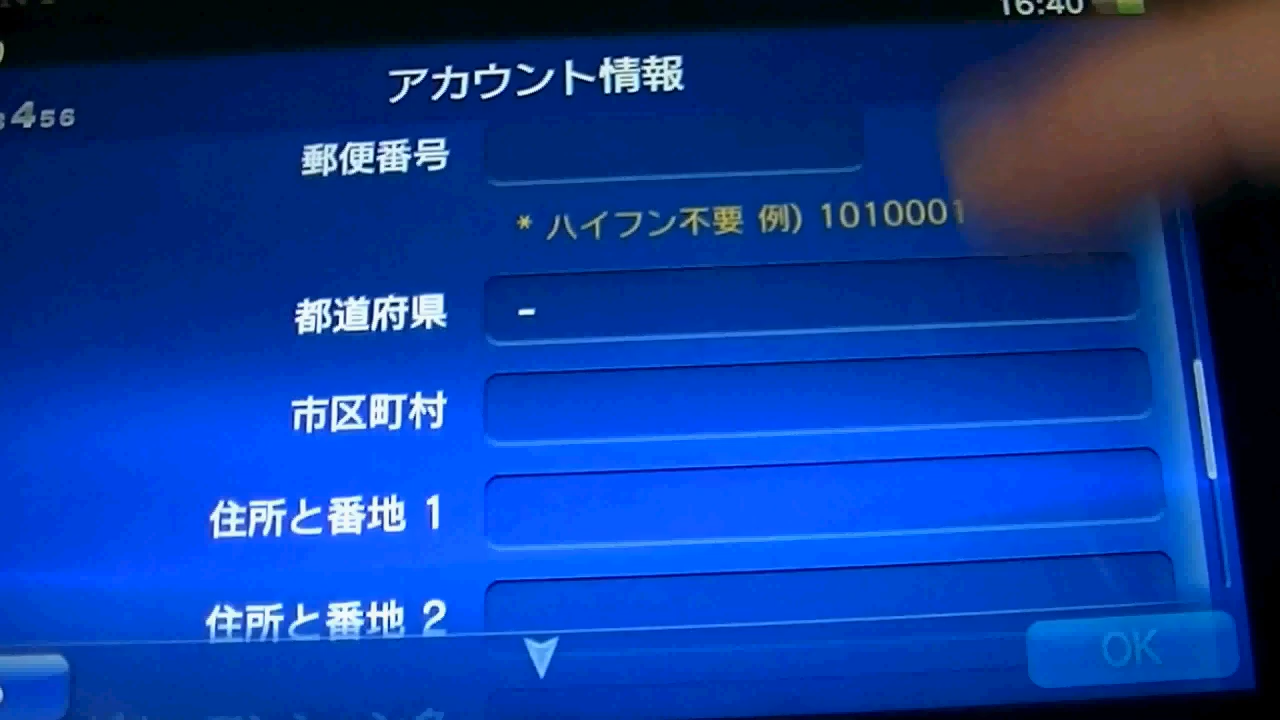 16:40
456
アカウント情報
郵便番号
* ハイフン不要 例) 1010001
都道府県 -
市区町村
住所と番地 1
住所と番地 2
OK